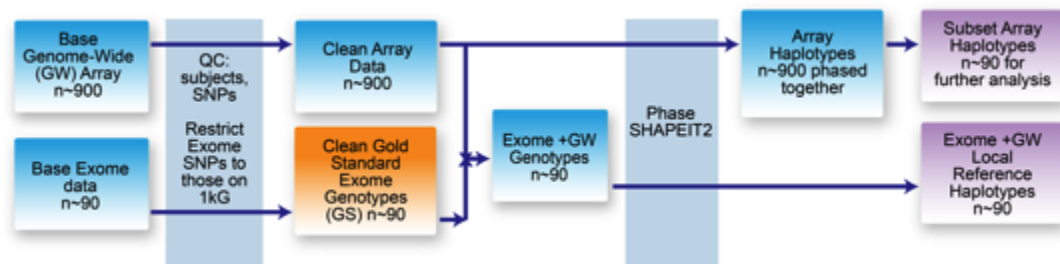 Base
Genome-Wide
(GW) Array
n~900
QC:
subjects,
SNPs
Restrict
Exome
SNPs to
those on
1kG
Base Exome
data
n~90
Clean Array
Data
n~900
Clean Gold
Standard
Exome
Genotypes
(GS) n~90
Exome +GW
Genotypes
n~90
Phase
SHAPEIT2
Array
Haplotypes
n~900 phased
together
Subset Array
Haplotypes
n~90 for
further analysis
Exome +GW
Local
Reference
Haplotypes
n~90